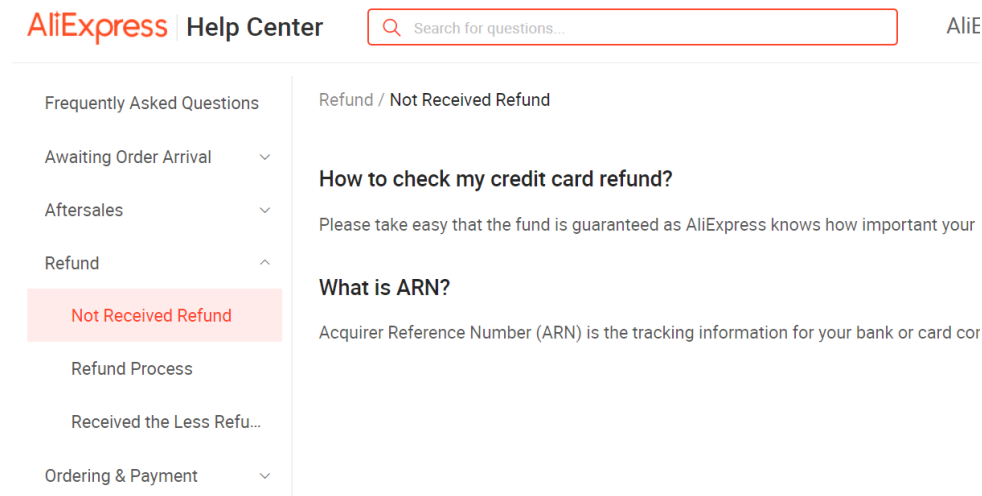 AliExpress Help Center
Search for questions...
AliE
Frequently Asked Questions
Awaiting Order Arrival
Aftersales
Refund
Not Received Refund
Refund Process
Received the Less Refu...
Ordering & Payment
Refund / Not Received Refund
How to check my credit card refund?
Please take easy that the fund is guaranteed as AliExpress knows how important your
What is ARN?
Acquirer Reference Number (ARN) is the tracking information for your bank or card cor